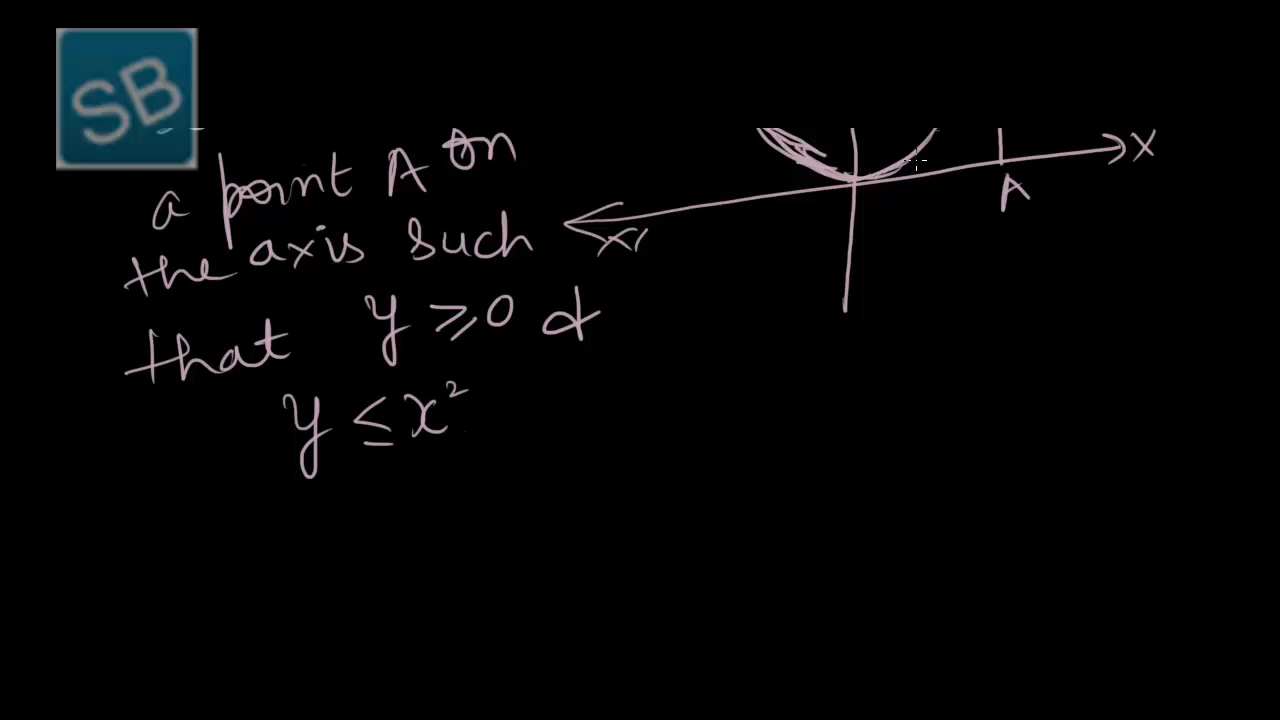 SB
a point A on
the axis such
that y ≥ 0 &
y ≤ x²
X
A
X'